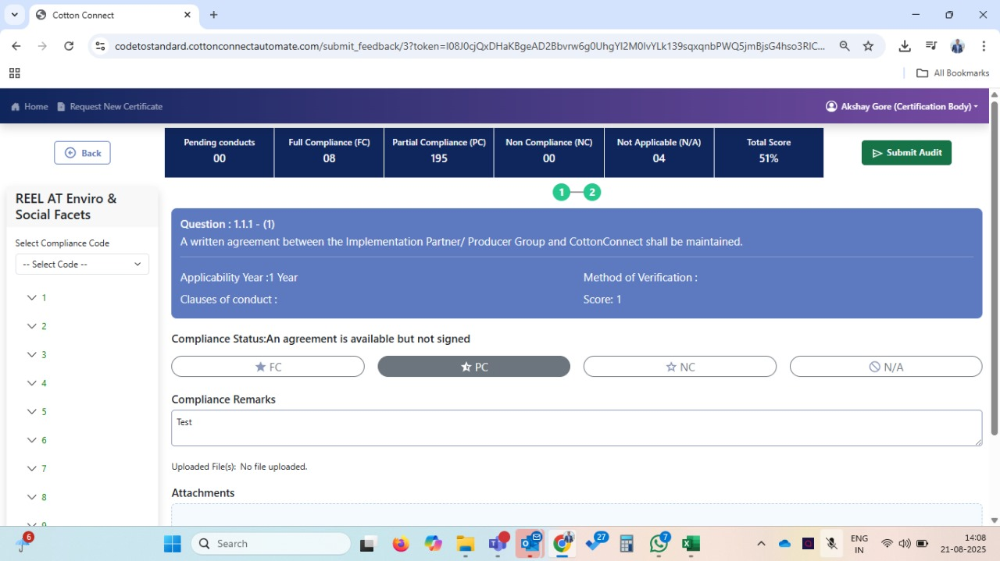 Cotton Connect
codetostandard.cottonconnectautomate.com/submit_feedback/3?token=
All Bookmarks
Home
Request New Certificate
Akshay Gore (Certification Body)
Back
Pending conducts
00
Full Compliance (FC)
08
Partial Compliance (PC)
195
Non Compliance (NC)
00
Not Applicable (N/A)
04
Total Score
51%
Submit Audit
1
2
REEL AT Enviro &
Social Facets
Select Compliance Code
-- Select Code --
1
2
3
4
5
6
7
8
9
Question : 1.1.1 - (1)
A written agreement between the Implementation Partner/ Producer Group and CottonConnect shall be maintained.
Applicability Year :1 Year
Method of Verification :
Clauses of conduct :
Score: 1
Compliance Status:An agreement is available but not signed
FC
PC
NC
N/A
Compliance Remarks
Test
Uploaded File(s): No file uploaded.
Attachments
6
Search
27
7
ENG
IN
14:08
21-08-2025